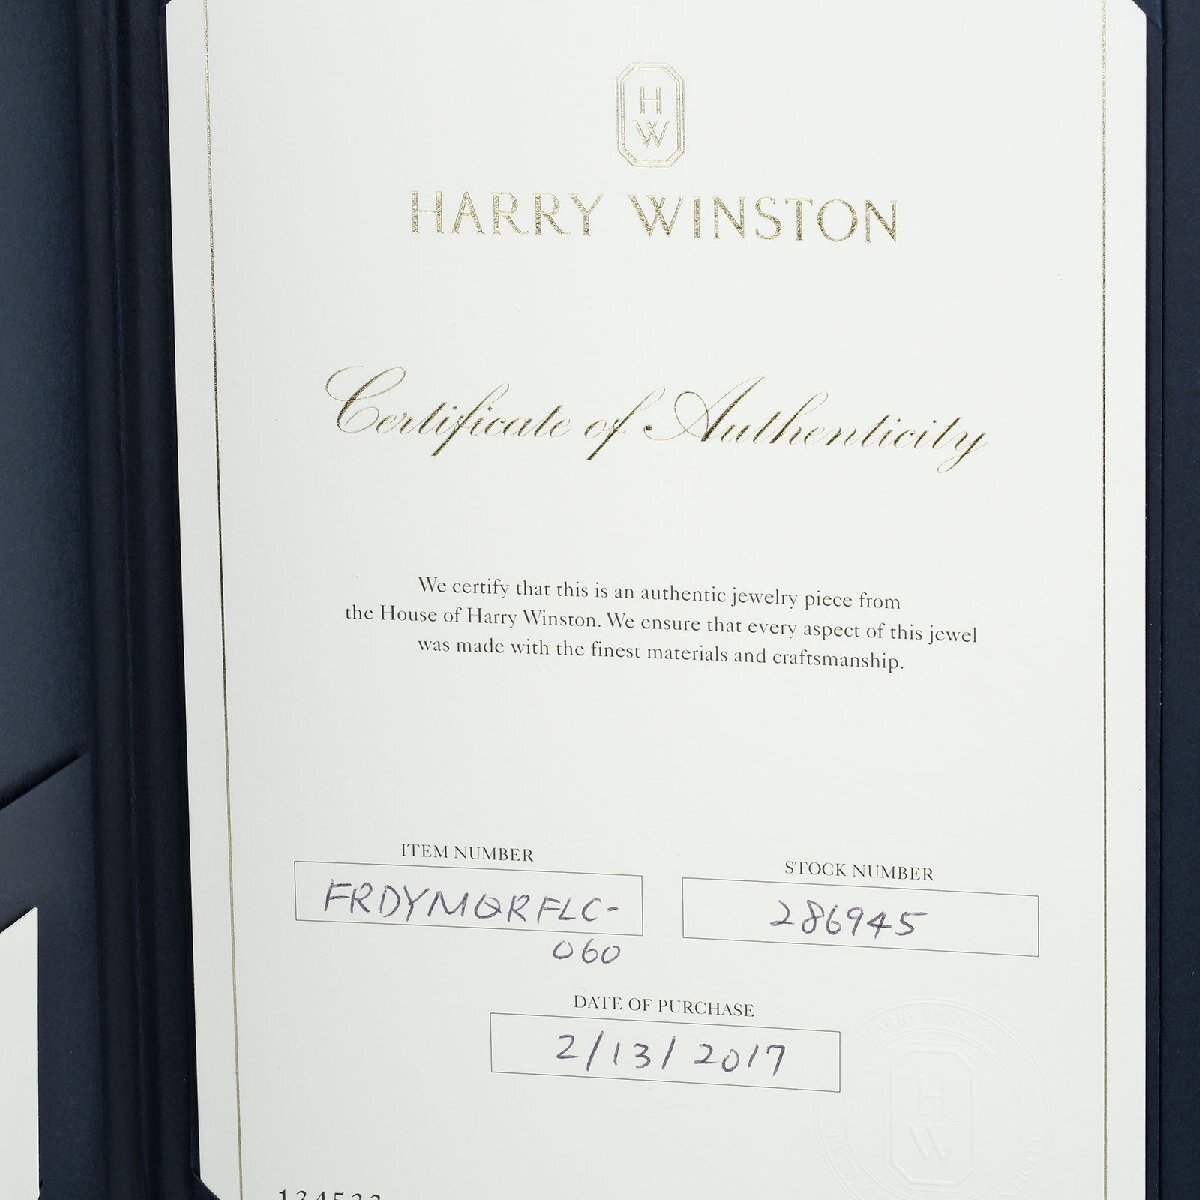 H
W
HARRY WINSTON
Certificate of Authenticity
We certify that this is an authentic jewelry piece from
the House of Harry Winston. We ensure that every aspect of this jewel
was made with the finest materials and craftsmanship.
ITEM NUMBER
FRDYMQRFLC-
060
STOCK NUMBER
286945
DATE OF PURCHASE
2/13/2017
H
W